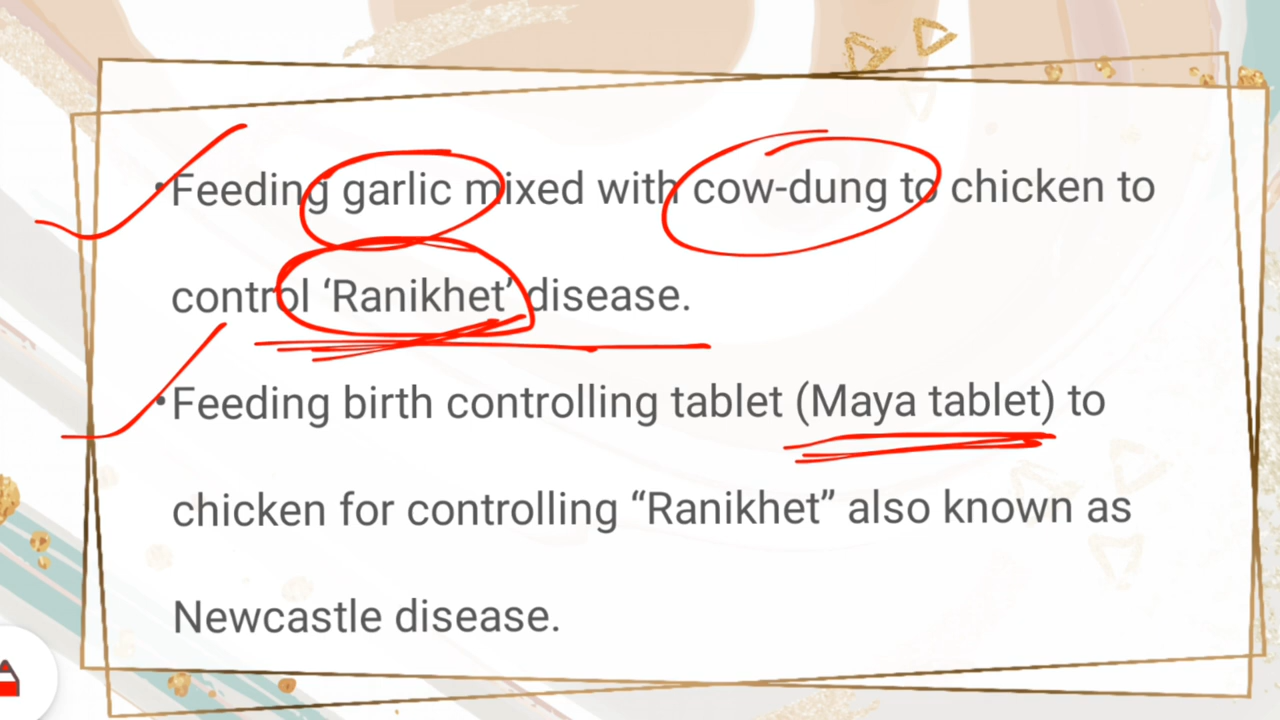 •Feeding garlic mixed with cow-dung to chicken to
control ‘Ranikhet’ disease.
•Feeding birth controlling tablet (Maya tablet) to
chicken for controlling “Ranikhet” also known as
Newcastle disease.